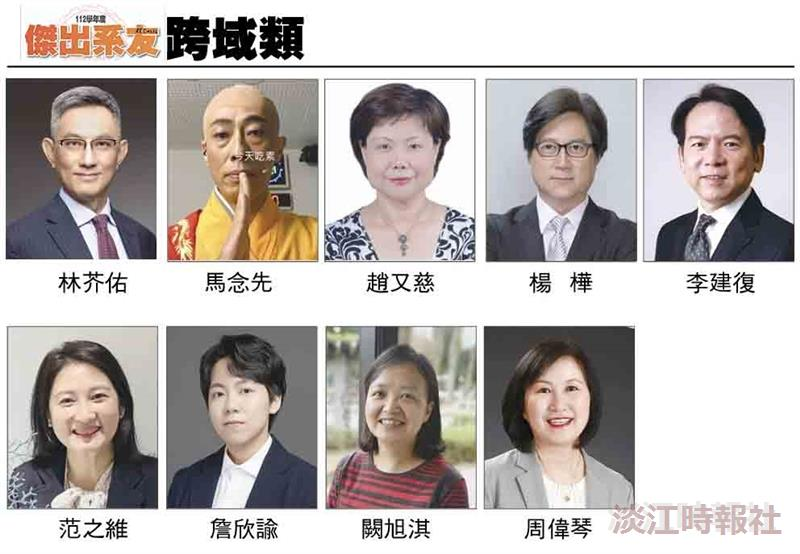 112學年度
傑出系友 跨域類
今天吃素
林芥佑 馬念先 趙又慈 楊 樺 李建復
范之維 詹欣諭 闕旭淇 周偉琴
淡江時報社